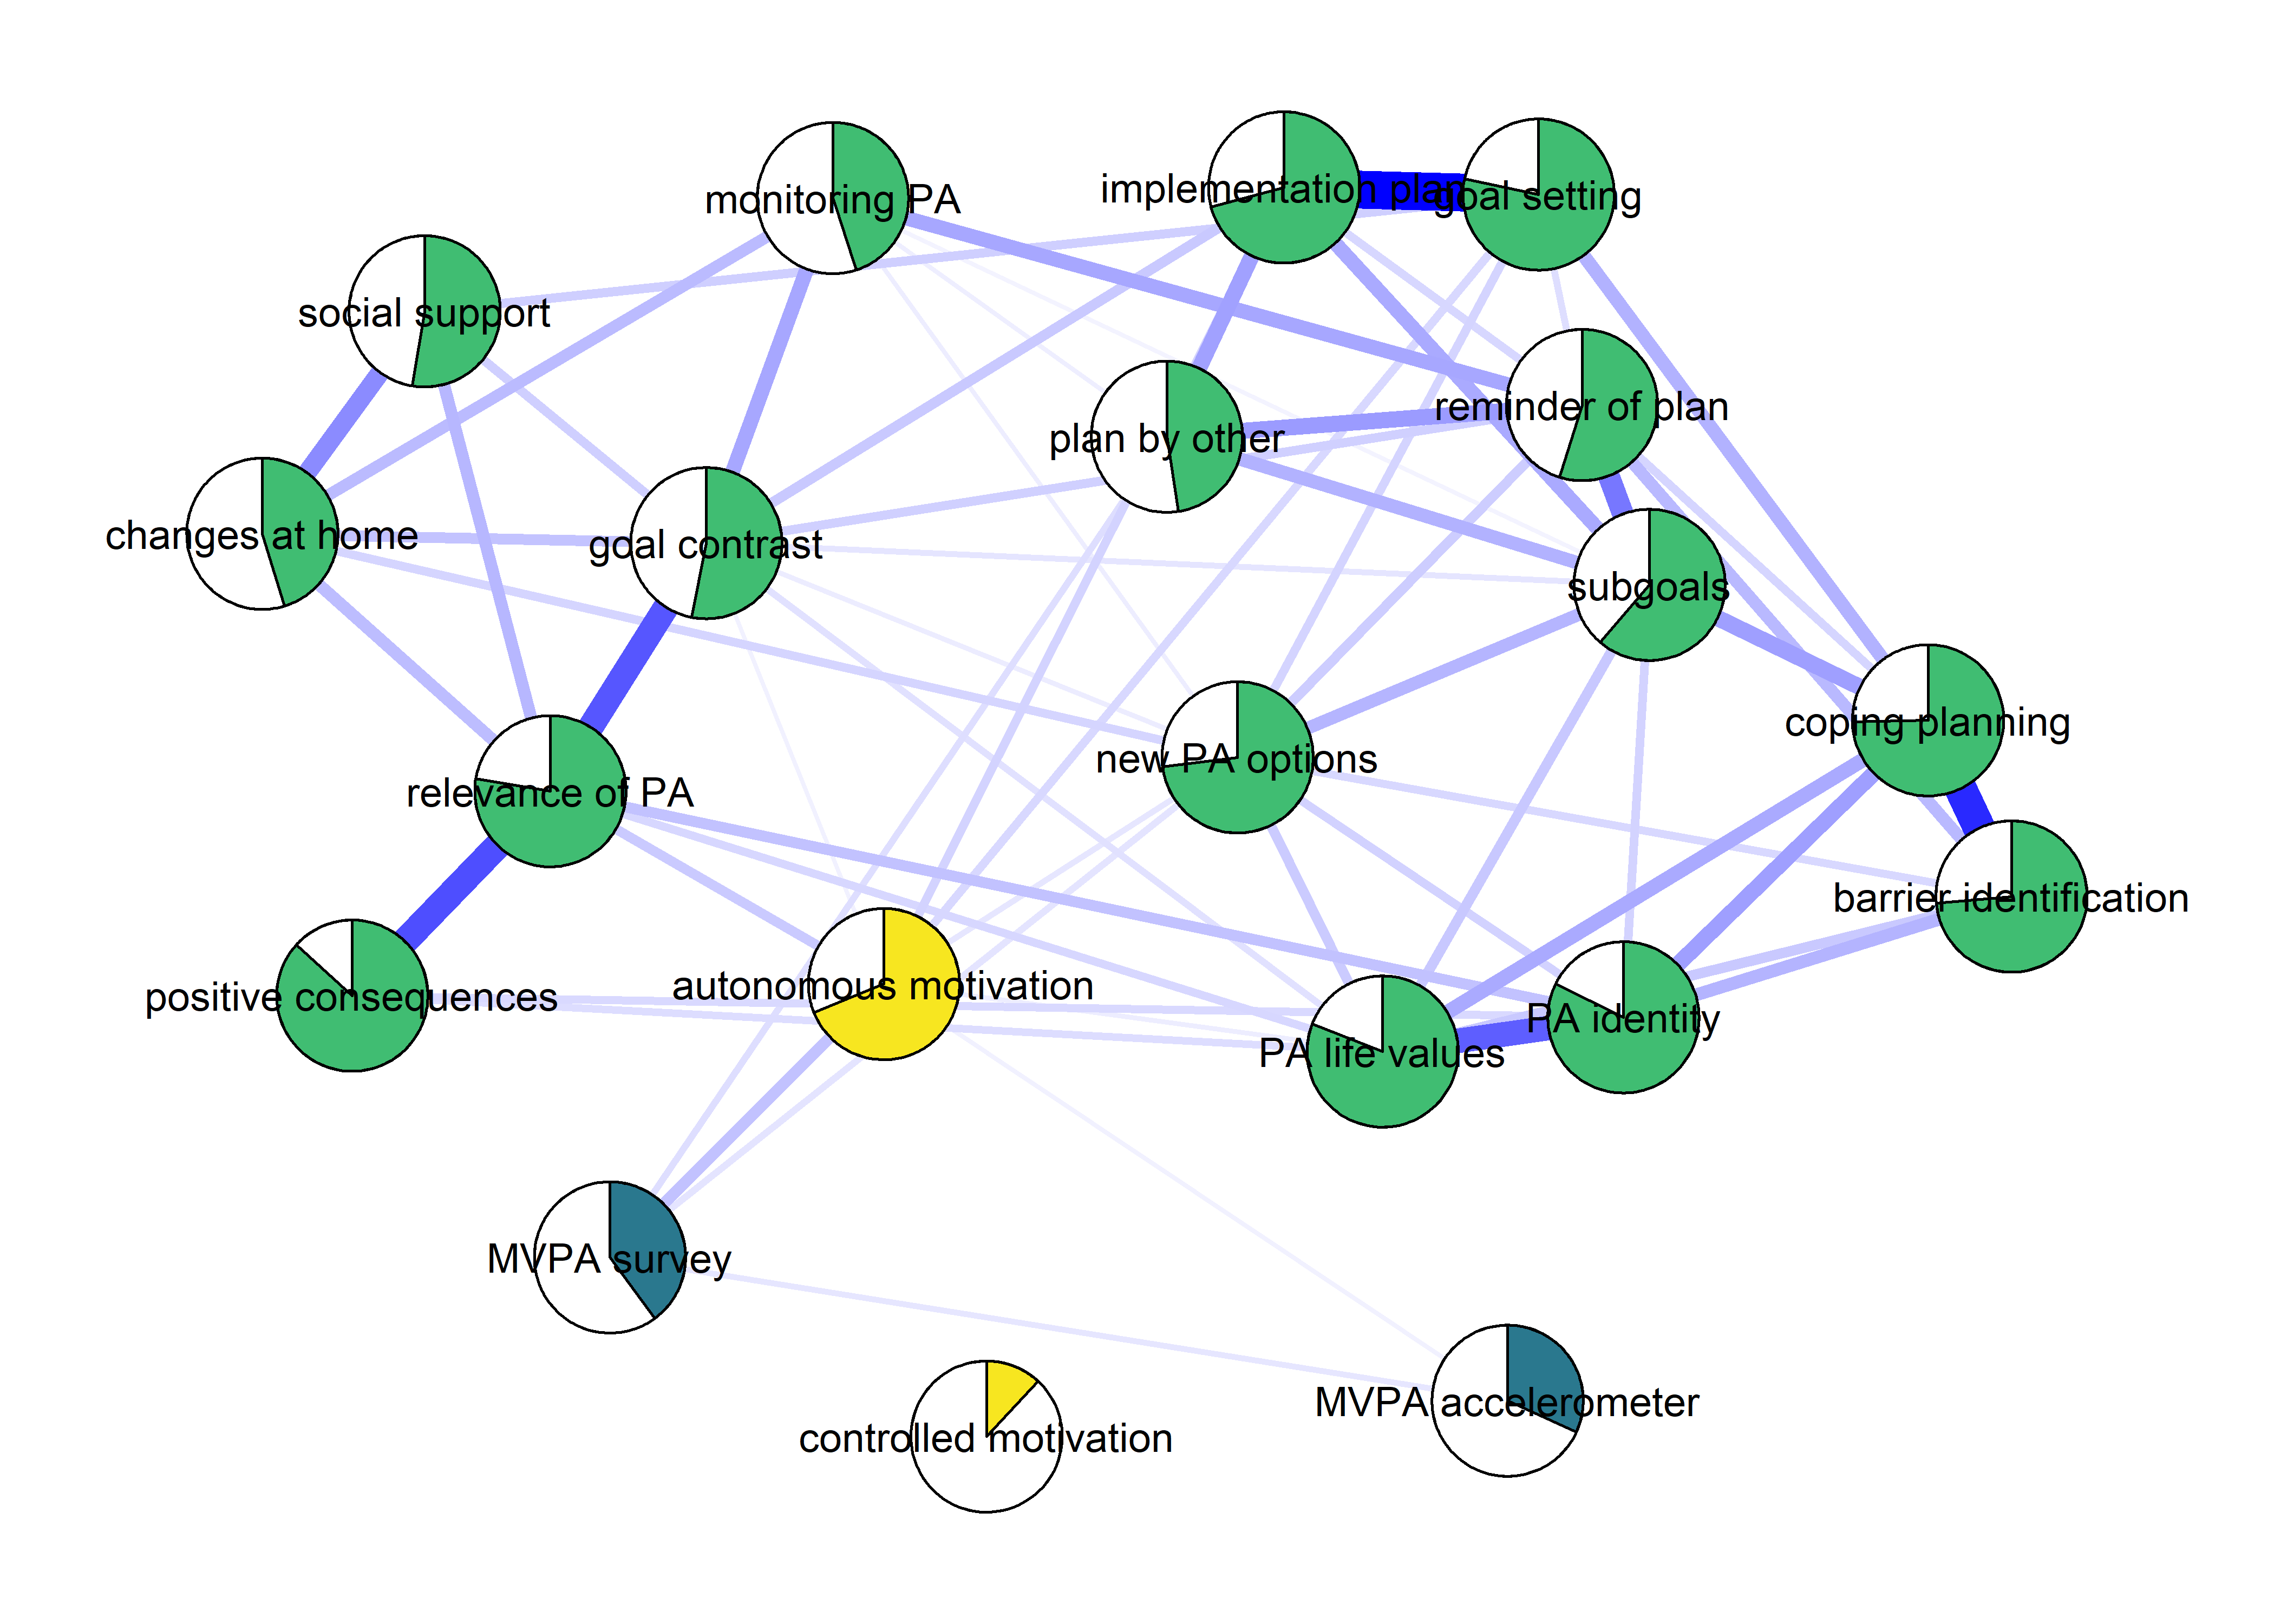 implementation plan
goal setting
monitoring PA
social support
reminder of plan
plan by other
changes at home
goal contrast
subgoals
coping planning
new PA options
relevance of PA
barrier identification
autonomous motivation
positive consequences
PA identity
PA life values
MVPA survey
MVPA accelerometer
controlled motivation